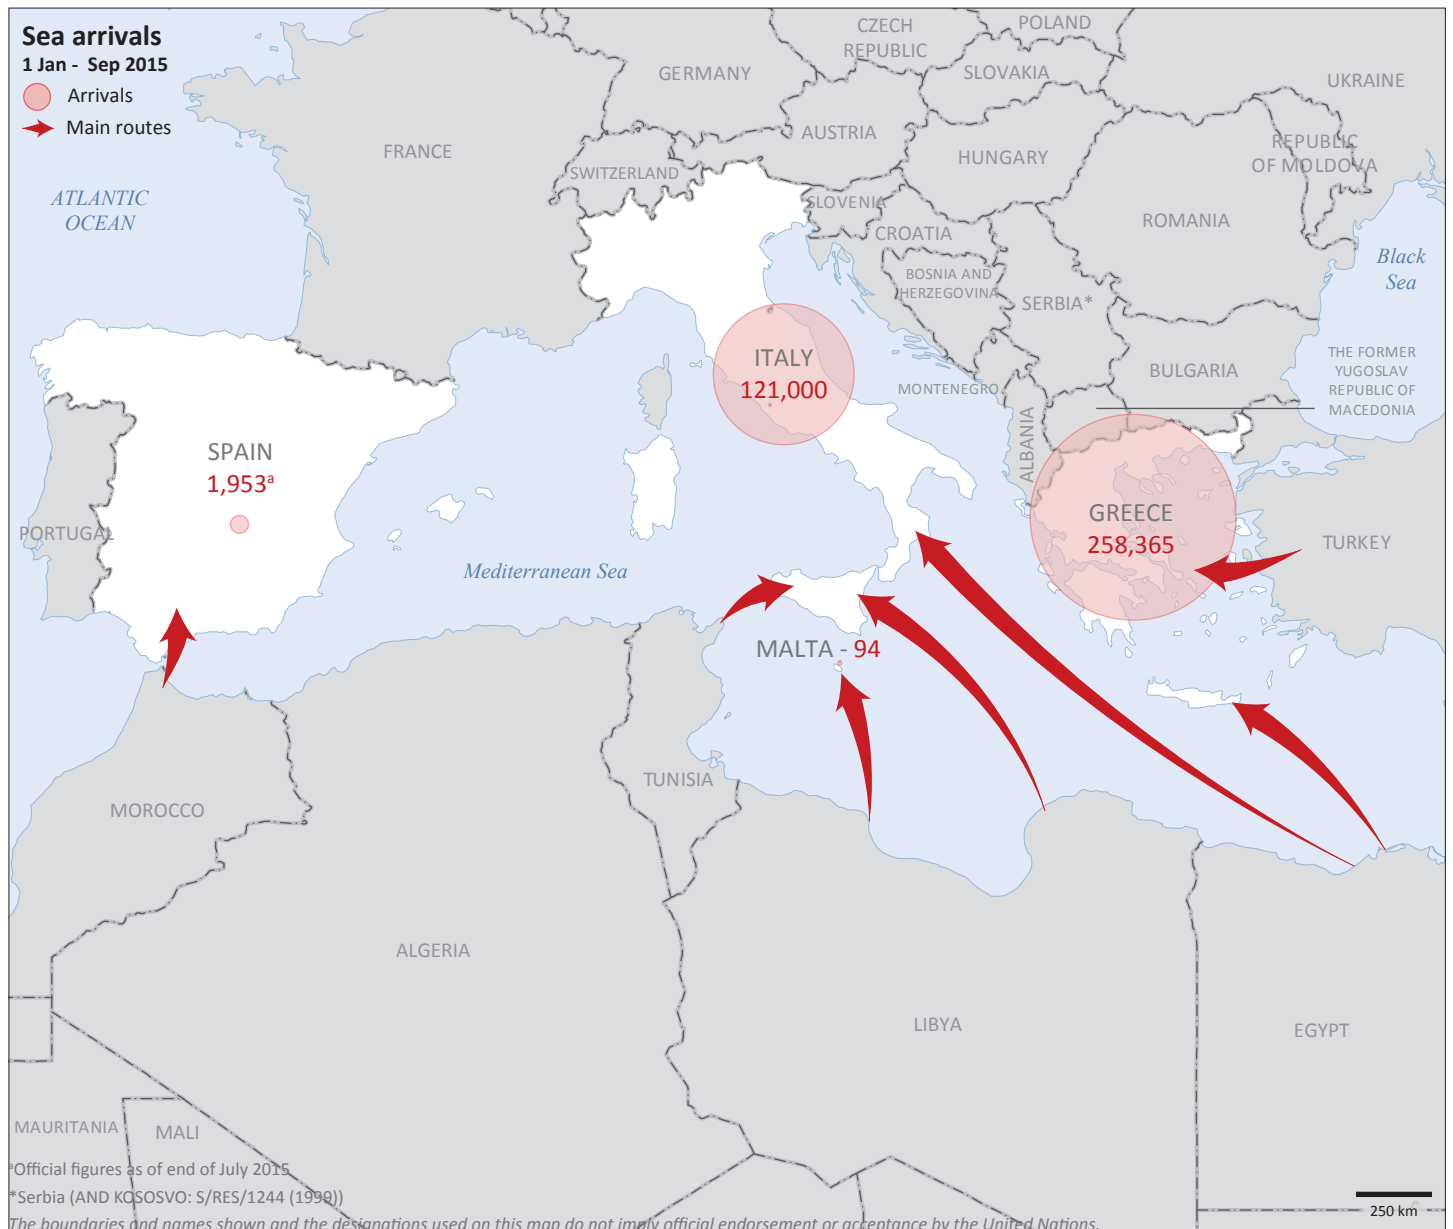 Sea arrivals
1 Jan - Sep 2015
Arrivals
Main routes
CZECH
REPUBLIC
POLAND
GERMANY
SLOVAKIA
UKRAINE
FRANCE
AUSTRIA
HUNGARY
REPUBLIC
OF MOLDOVA
SWITZERLAND
ATLANTIC
OCEAN
SLOVENIA
CROATIA
ROMANIA
Black
Sea
BOSNIA AND
HERZEGOVINA
SERBIA*
ITALY
121,000
MONTENEGRO
BULGARIA
THE FORMER
YUGOSLAV
REPUBLIC OF
MACEDONIA
ALBANIA
SPAIN
1,953ª
PORTUGAL
GREECE
258,365
TURKEY
Mediterranean Sea
MALTA - 94
TUNISIA
MOROCCO
ALGERIA
LIBYA
EGYPT
MAURITANIA
MALI
ªOfficial figures as of end of July 2015
*Serbia (AND KOSOSVO: S/RES/1244 (1999))
The boundaries and names shown and the designations used on this map do not imply official endorsement or acceptance by the United Nations.
250 km